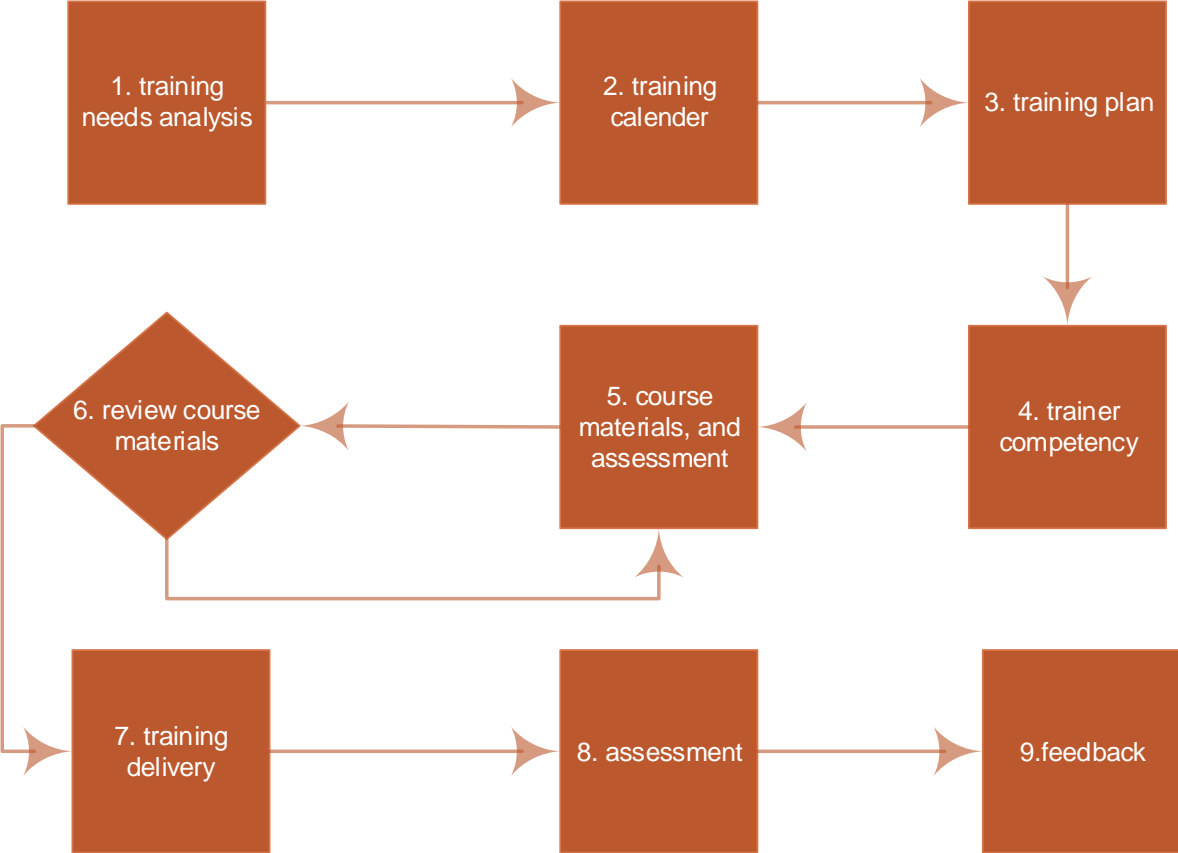 1. training
needs analysis
2. training
calender
3. training plan
4. trainer
competency
5. course
materials, and
assessment
6. review course
materials
7. training
delivery
8. assessment
9.feedback